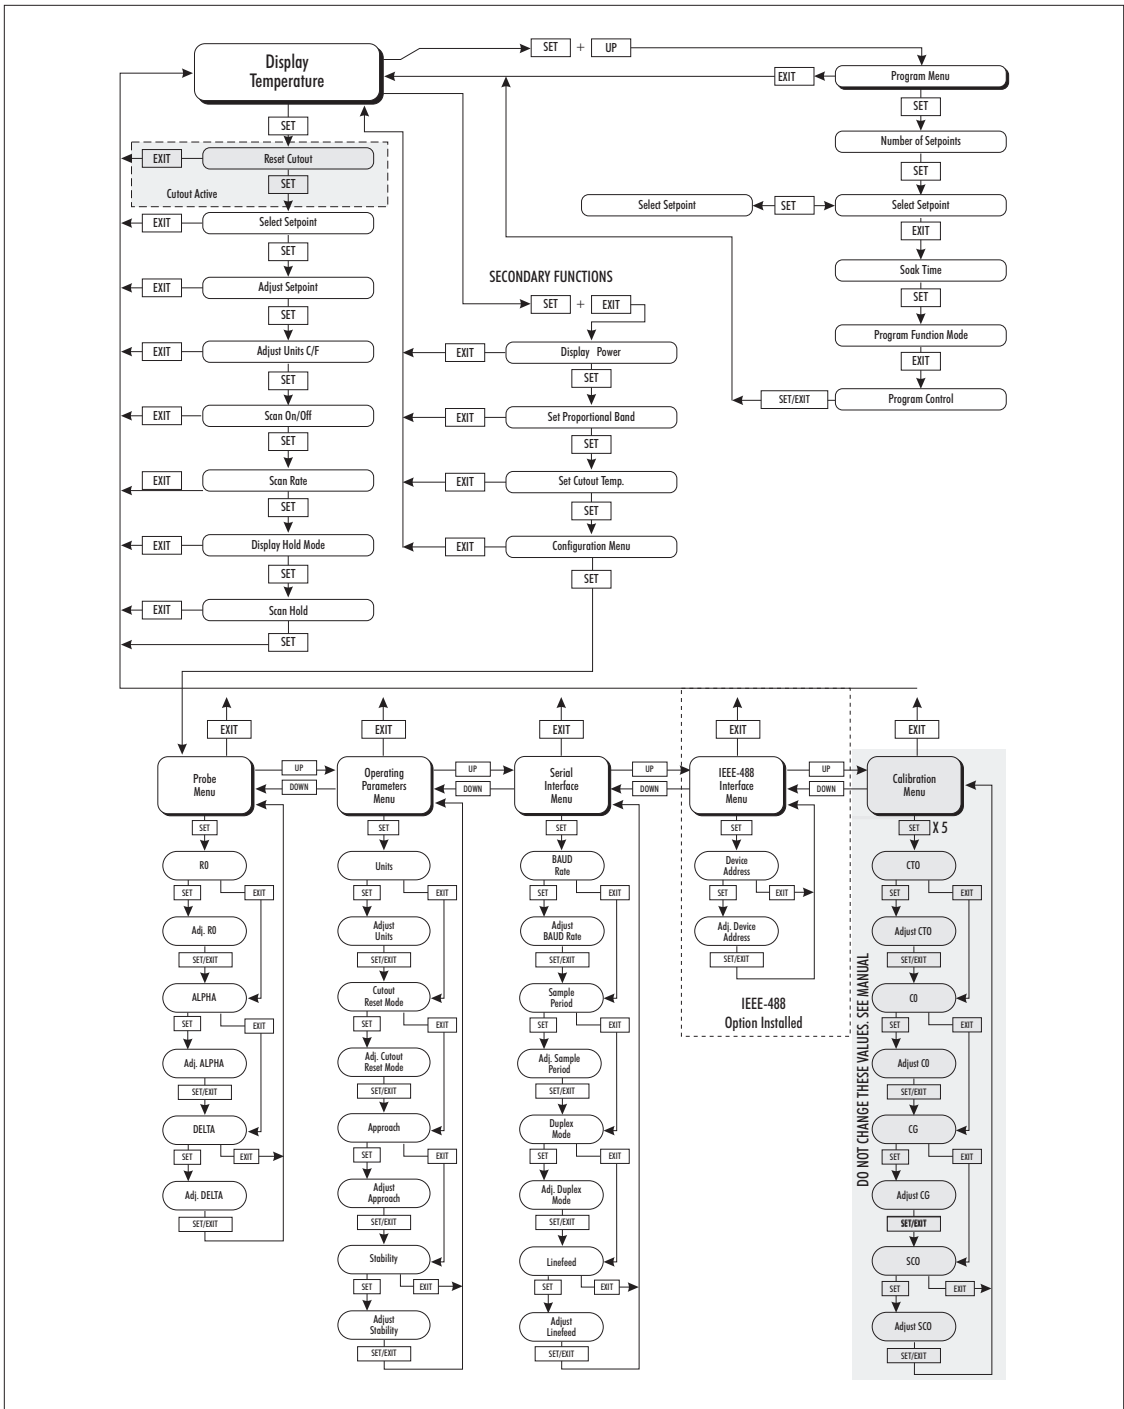 Display
Temperature
SET + UP
EXIT
Program Menu
SET
Number of Setpoints
SET
Select Setpoint
SET
Select Setpoint
EXIT
Soak Time
SET
Program Function Mode
EXIT
SET/EXIT
Program Control
SET
EXIT
Reset Cutout
SET
Cutout Active
EXIT
Select Setpoint
SET
EXIT
Adjust Setpoint
SET
EXIT
Adjust Units C/F
SET
EXIT
Scan On/Off
SET
EXIT
Scan Rate
SET
EXIT
Display Hold Mode
SET
EXIT
Scan Hold
SET
SECONDARY FUNCTIONS
SET + EXIT
EXIT
Display Power
SET
EXIT
Set Proportional Band
SET
EXIT
Set Cutout Temp.
SET
EXIT
Configuration Menu
SET
EXIT
Probe
Menu
UP
DOWN
SET
R0
SET
EXIT
Adj. R0
SET/EXIT
ALPHA
SET
EXIT
Adj. ALPHA
SET/EXIT
DELTA
SET
EXIT
Adj. DELTA
SET/EXIT
EXIT
Operating
Parameters
Menu
UP
DOWN
SET
Units
SET
EXIT
Adjust
Units
SET/EXIT
Cutout
Reset Mode
SET
EXIT
Adj. Cutout
Reset Mode
SET/EXIT
Approach
SET
EXIT
Adjust
Approach
SET/EXIT
Stability
SET
EXIT
Adjust
Stability
SET/EXIT
EXIT
Serial
Interface
Menu
UP
DOWN
SET
BAUD
Rate
SET
EXIT
Adjust
BAUD Rate
SET/EXIT
Sample
Period
SET
EXIT
Adj. Sample
Period
SET/EXIT
Duplex
Mode
SET
EXIT
Adj. Duplex
Mode
SET/EXIT
Linefeed
SET
EXIT
Adjust
Linefeed
SET/EXIT
EXIT
IEEE-488
Interface
Menu
UP
DOWN
SET
Device
Address
SET
EXIT
Adj. Device
Address
SET/EXIT
IEEE-488
Option Installed
EXIT
Calibration
Menu
SET X 5
CTO
SET
EXIT
Adjust CTO
SET/EXIT
C0
SET
EXIT
Adjust C0
SET/EXIT
CG
SET
EXIT
Adjust CG
SET/EXIT
SCO
SET
EXIT
Adjust SCO
SET/EXIT
DO NOT CHANGE THESE VALUES. SEE MANUAL